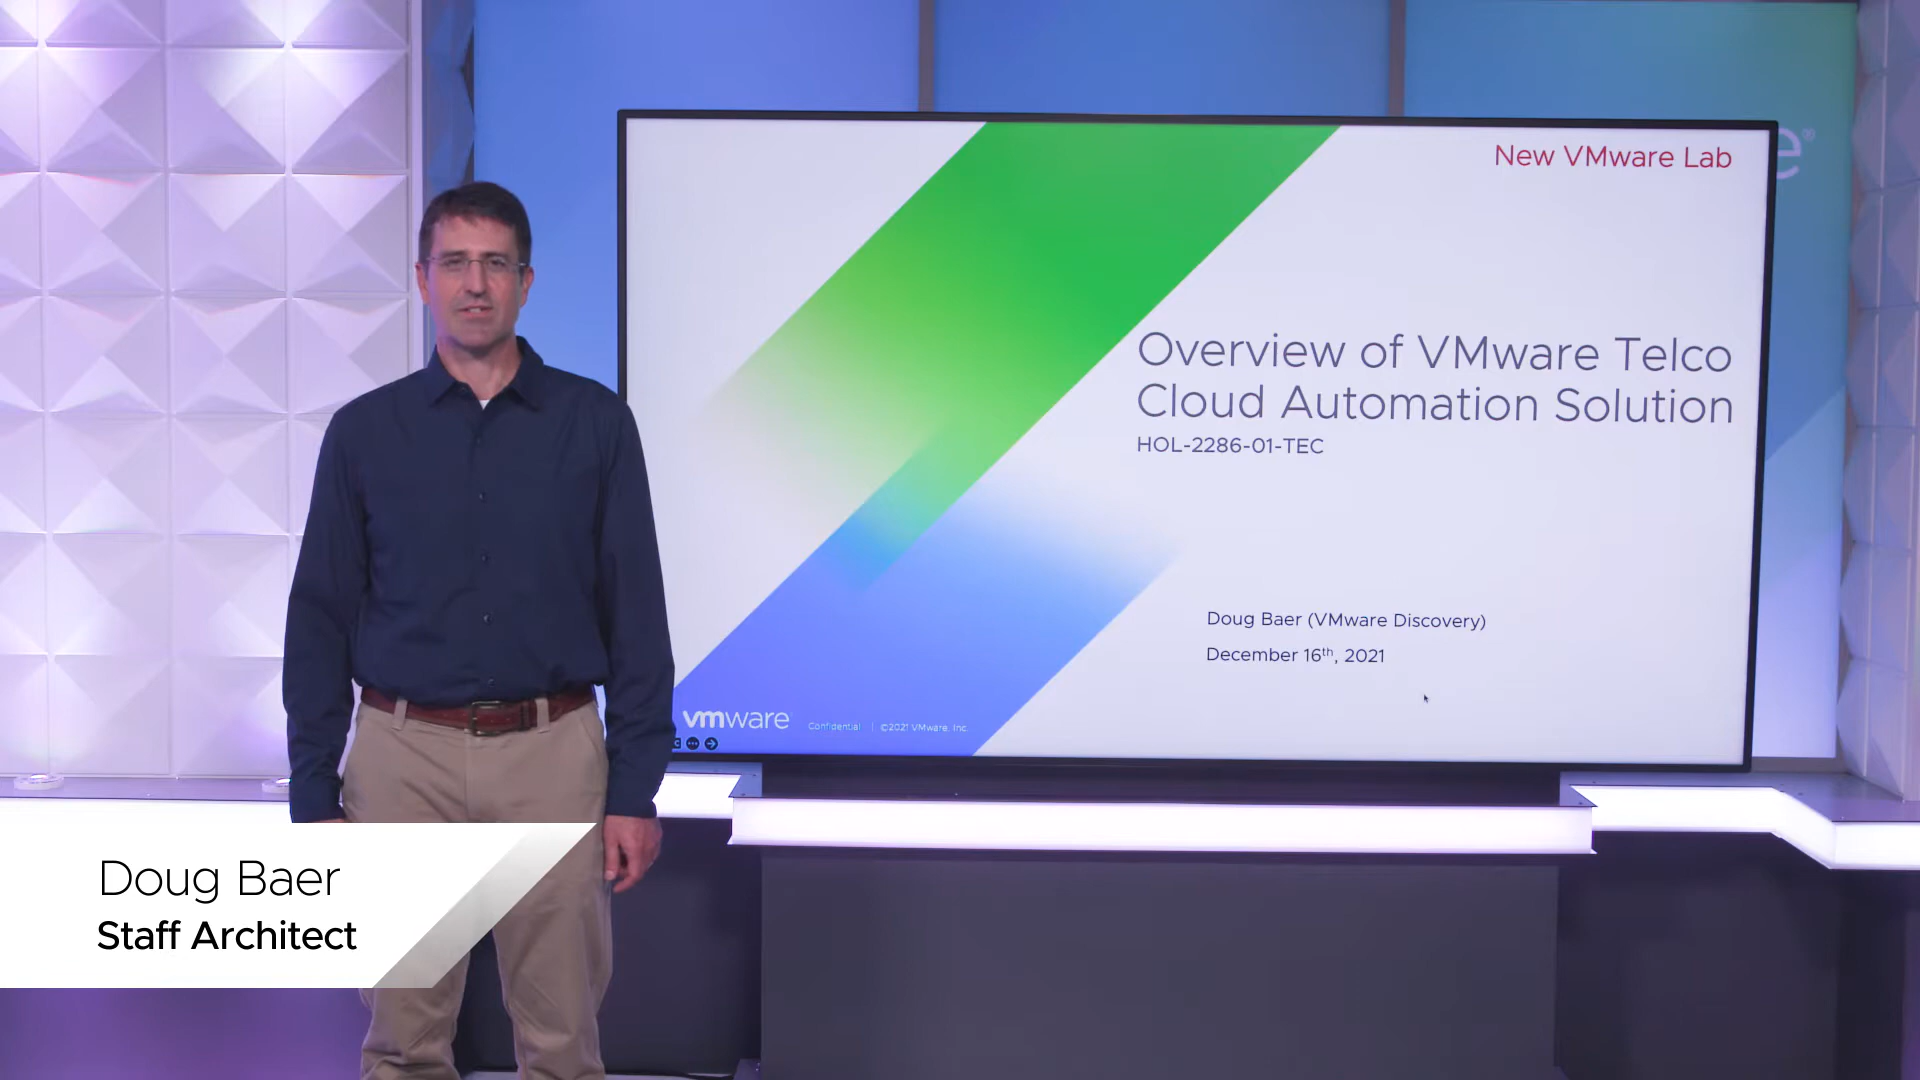 New VMware Lab
Overview of VMware Telco
Cloud Automation Solution
HOL-2286-01-TEC
Doug Baer (VMware Discovery)
December 16th, 2021
vmware Confidential | ©2021 VMware, Inc.
e®
Doug Baer
Staff Architect